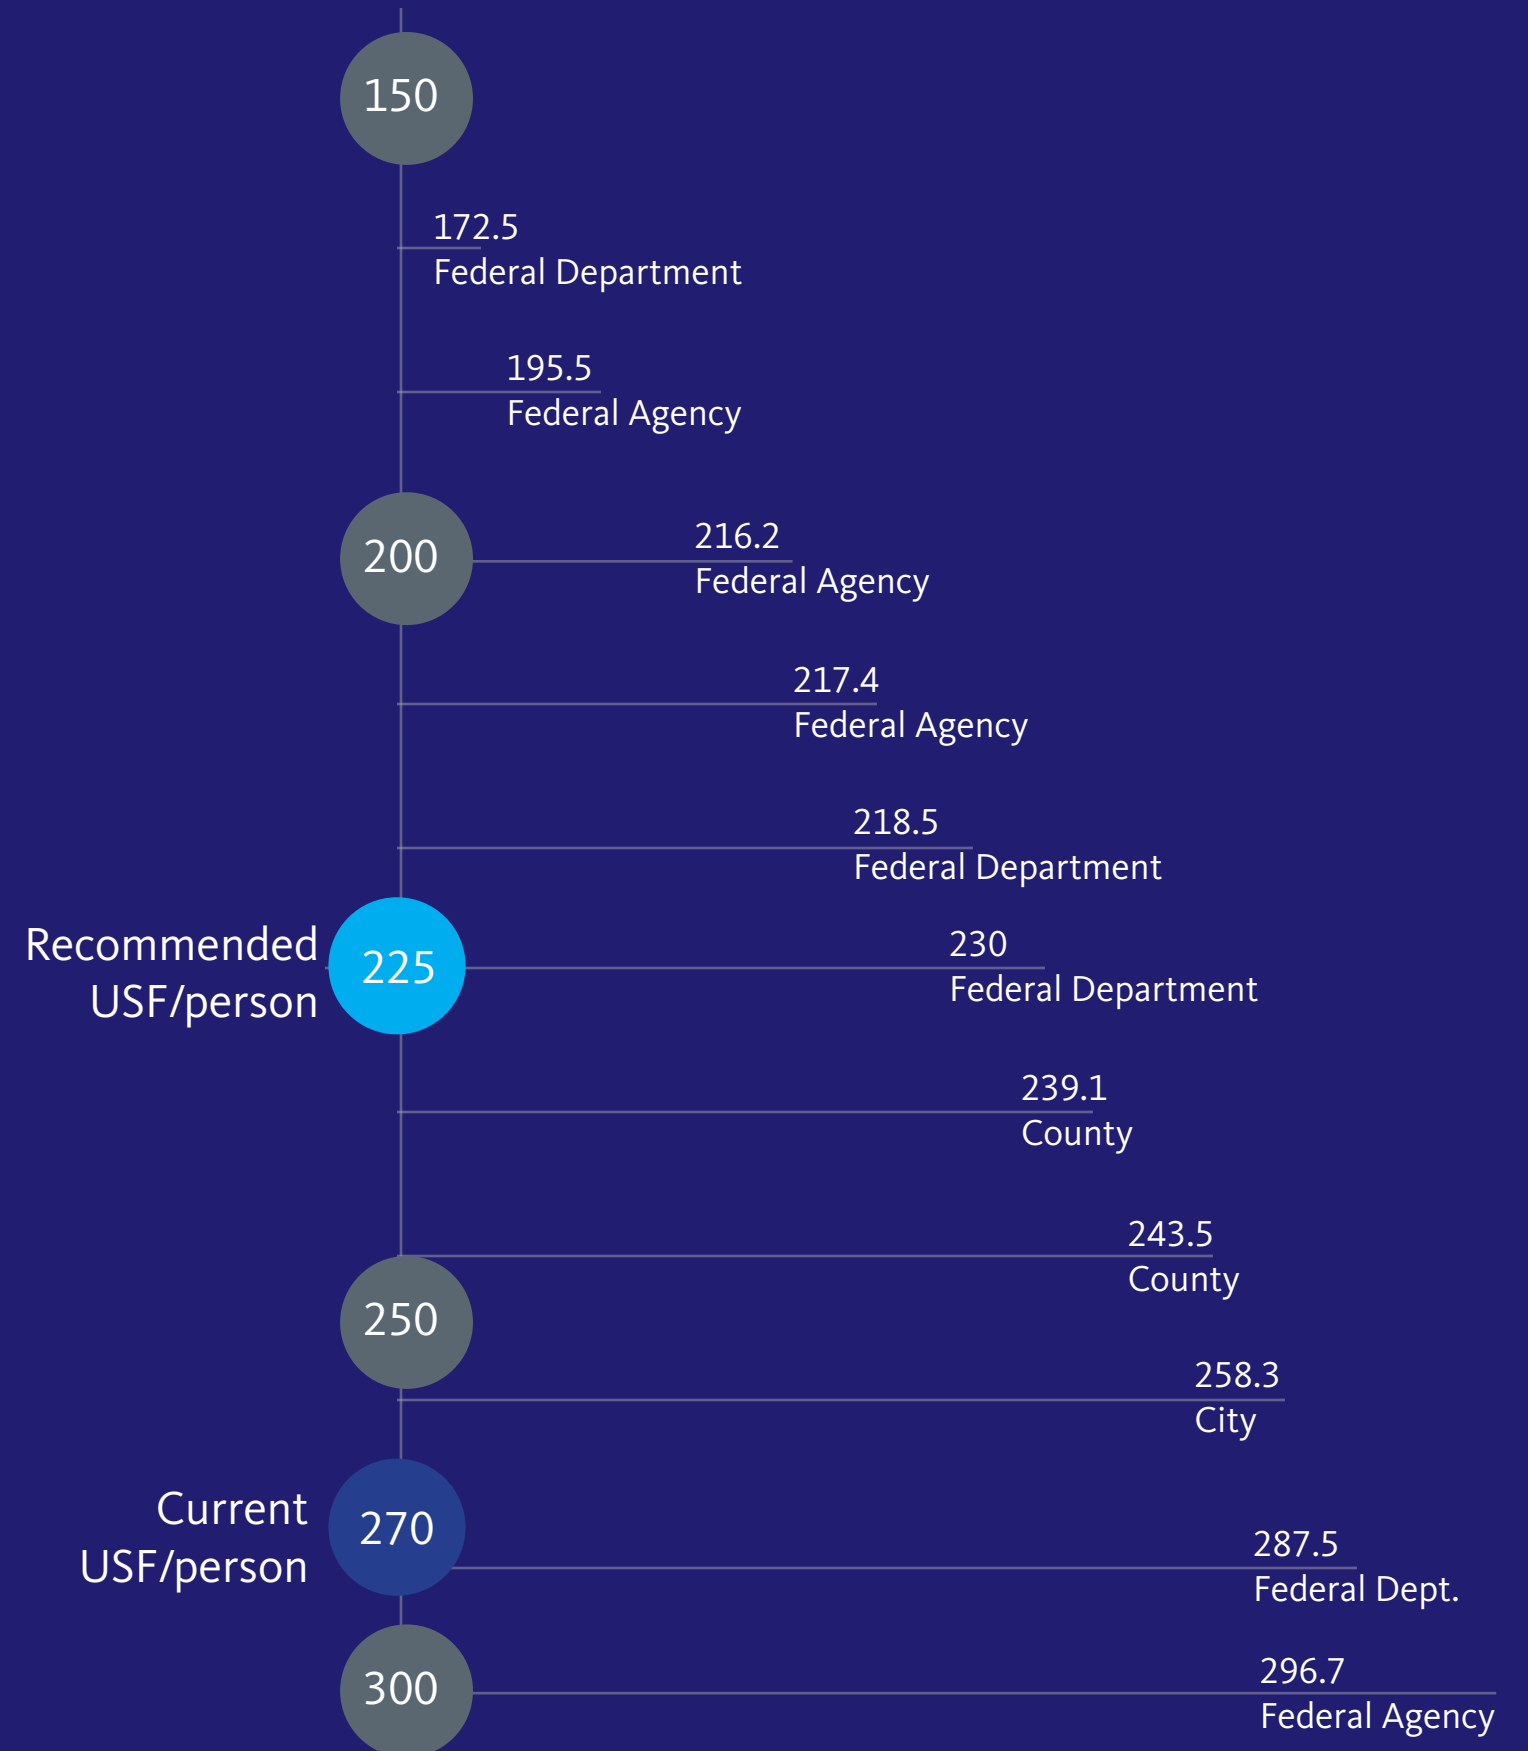 150
172.5
Federal Department
195.5
Federal Agency
200
216.2
Federal Agency
217.4
Federal Agency
218.5
Federal Department
Recommended
USF/person
225
230
Federal Department
239.1
County
243.5
County
250
258.3
City
Current
USF/person
270
287.5
Federal Dept.
300
296.7
Federal Agency